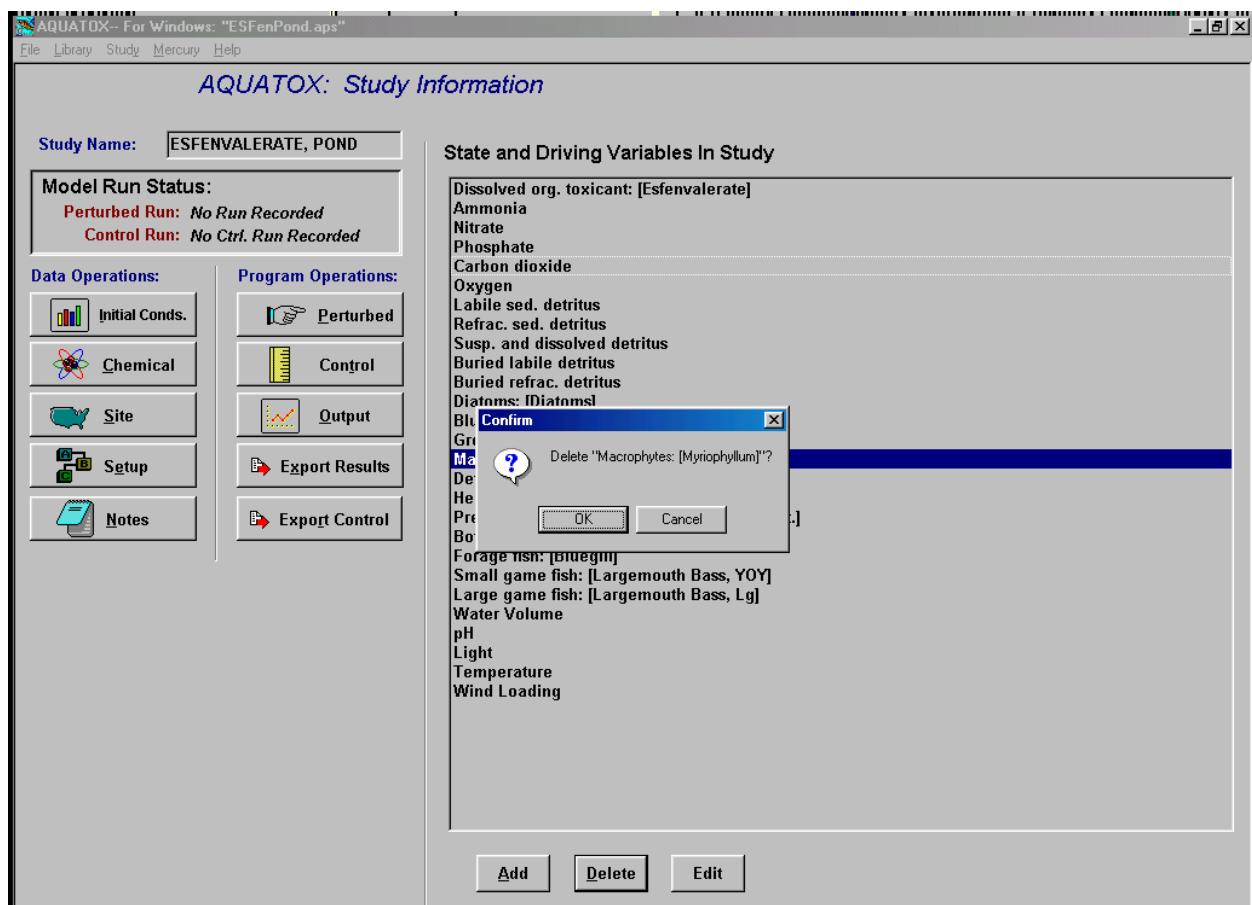 AQUATOX-- For Windows: "ESFenPond.aps"
File Library Study Mercury Help
AQUATOX: Study Information
Study Name: ESFENVALERATE, POND
Model Run Status:
Perturbed Run: No Run Recorded
Control Run: No Ctrl. Run Recorded
Data Operations:
Program Operations:
Initial Conds.
Perturbed
Chemical
Control
Site
Output
Setup
Export Results
Notes
Export Control
State and Driving Variables In Study
Dissolved org. toxicant: [Esfenvalerate]
Ammonia
Nitrate
Phosphate
Carbon dioxide
Oxygen
Labile sed. detritus
Refrac. sed. detritus
Susp. and dissolved detritus
Buried labile detritus
Buried refrac. detritus
Diatoms: [Diatoms]
Confirm
Delete "Macrophytes: [Myriophyllum]"?
OK
Cancel
Forage fish: [Bluegill]
Small game fish: [Largemouth Bass, YOY]
Large game fish: [Largemouth Bass, Lg]
Water Volume
pH
Light
Temperature
Wind Loading
Add
Delete
Edit